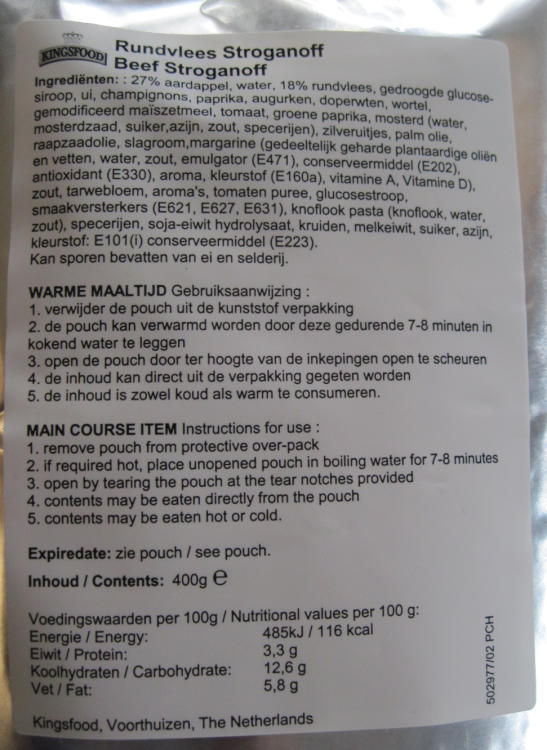 KINGSFOOD
Rundvlees Stroganoff
Beef Stroganoff
Ingrediënten: : 27% aardappel, water, 18% rundvlees, gedroogde glucose-
siroop, ui, champignons, paprika, augurken, doperwten, wortel,
gemodificeerd maïszetmeel, tomaat, groene paprika, mosterd (water,
mosterdzaad, suiker,azijn, zout, specerijen), zilveruitjes, palm olie,
raapzaadolie, slagroom,margarine (gedeeltelijk geharde plantaardige oliën
en vetten, water, zout, emulgator (E471), conserveermiddel (E202),
antioxidant (E330), aroma, kleurstof (E160a), vitamine A, Vitamine D),
zout, tarwebloem, aroma's, tomaten puree, glucosestroop,
smaakversterkers (E621, E627, E631), knoflook pasta (knoflook, water,
zout), specerijen, soja-eiwit hydrolysaat, kruiden, melkeiwit, suiker, azijn,
kleurstof: E101(i) conserveermiddel (E223).
Kan sporen bevatten van ei en selderij.
WARME MAALTIJD Gebruiksaanwijzing :
1. verwijder de pouch uit de kunststof verpakking
2. de pouch kan verwarmd worden door deze gedurende 7-8 minuten in
kokend water te leggen
3. open de pouch door ter hoogte van de inkepingen open te scheuren
4. de inhoud kan direct uit de verpakking gegeten worden
5. de inhoud is zowel koud als warm te consumeren.
MAIN COURSE ITEM Instructions for use :
1. remove pouch from protective over-pack
2. if required hot, place unopened pouch in boiling water for 7-8 minutes
3. open by tearing the pouch at the tear notches provided
4. contents may be eaten directly from the pouch
5. contents may be eaten hot or cold.
Expiredate: zie pouch / see pouch.
Inhoud / Contents: 400g e
Voedingswaarden per 100g / Nutritional values per 100 g:
Energie / Energy: 485kJ / 116 kcal
Eiwit / Protein: 3,3 g
Koolhydraten / Carbohydrate: 12,6 g
Vet / Fat: 5,8 g
Kingsfood, Voorthuizen, The Netherlands
502977/02 PCH